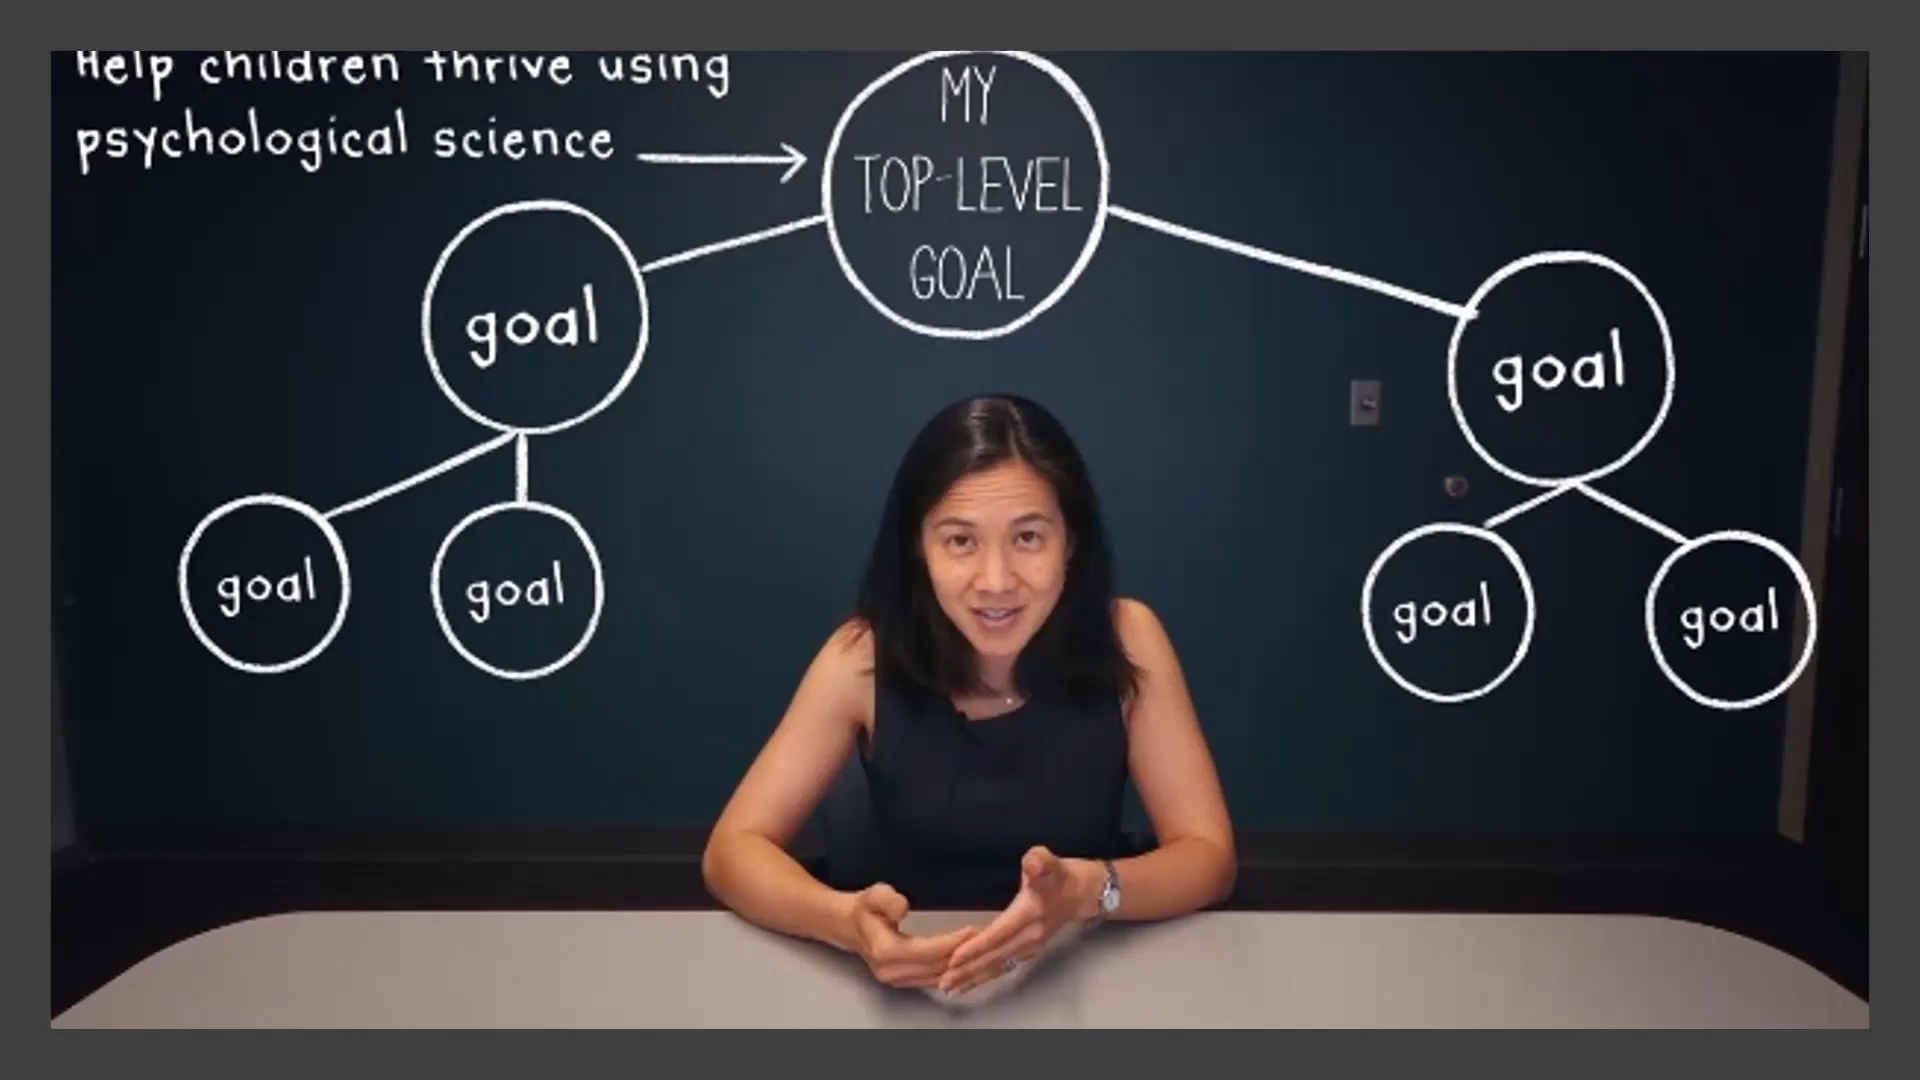 Help children thrive using
psychological science
MY
TOP-LEVEL
GOAL
goal
goal
goal
goal
goal
goal